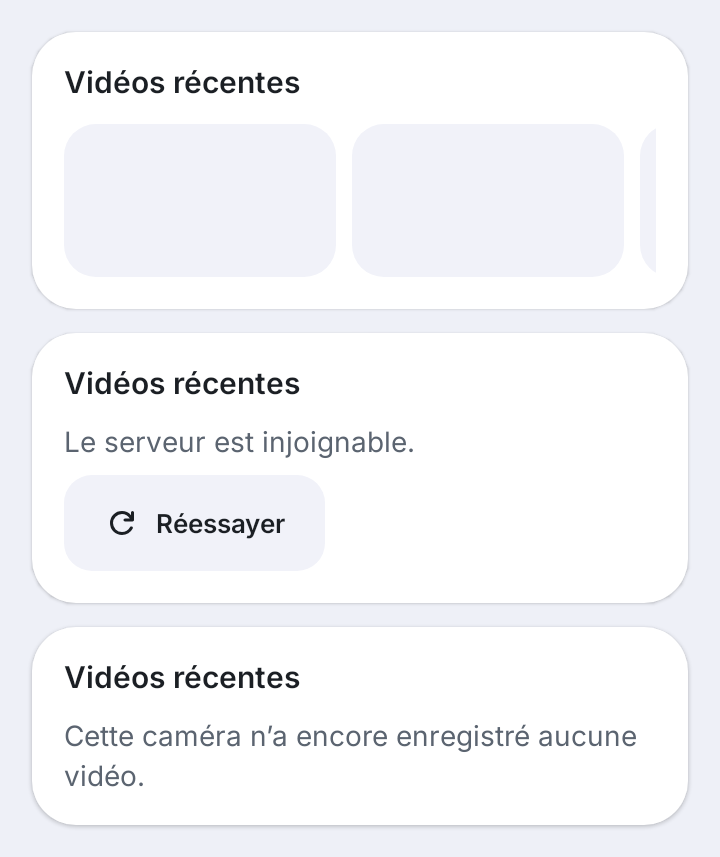 Vidéos récentes
Vidéos récentes
Le serveur est injoignable.
Réessayer
Vidéos récentes
Cette caméra n’a encore enregistré aucune
vidéo.